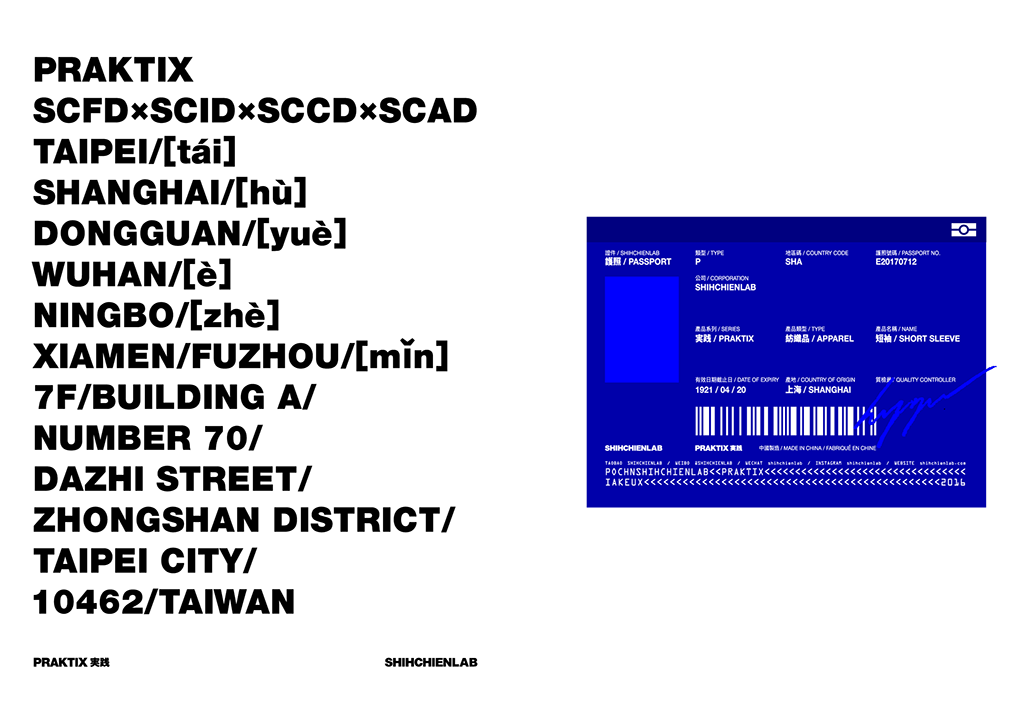 PRAKTIX
SCFD×SCID×SCCD×SCAD
TAIPEI/[tái]
SHANGHAI/[hù]
DONGGUAN/[yuè]
WUHAN/[è]
NINGBO/[zhè]
XIAMEN/FUZHOU/[mǐn]
7F/BUILDING A/
NUMBER 70/
DAZHI STREET/
ZHONGSHAN DISTRICT/
TAIPEI CITY/
10462/TAIWAN
PRAKTIX 実践
SHIHCHIENLAB
證件 / SHIHCHIENLAB
護照 / PASSPORT
類型 / TYPE
P
地區碼 / COUNTRY CODE
SHA
護照號碼 / PASSPORT NO.
E20170712
公司 / CORPORATION
SHIHCHIENLAB
產品系列 / SERIES
実践 / PRAKTIX
產品類型 / TYPE
紡織品 / APPAREL
產品名稱 / NAME
短袖 / SHORT SLEEVE
有效日期截止日 / DATE OF EXPIRY
1921 / 04 / 20
產地 / COUNTRY OF ORIGIN
上海 / SHANGHAI
質檢員 / QUALITY CONTROLLER
SHIHCHIENLAB
PRAKTIX 実践
中國製造 / MADE IN CHINA / FABRIQUÉ EN CHINE
TAOBAO SHIHCHIENLAB / WEIBO @SHIHCHIENLAB / WECHAT shihchienlab / INSTAGRAM shihchienlab / WEBSITE shihchienlab.com
POCHNSHIHCHIENLAB<<PRAKTIX<<<<<<<<<<<<<<<<<<<<<<<<<<<<<<<
IAKEUX<<<<<<<<<<<<<<<<<<<<<<<<<<<<<<<<<<<<<<<<<<<<<<<2016